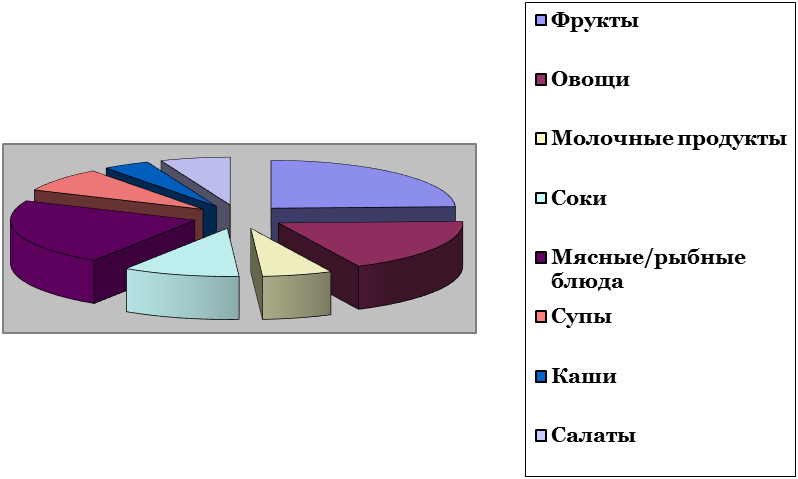 Фрукты
Овощи
Молочные продукты
Соки
Мясные/рыбные
блюда
Супы
Каши
Салаты